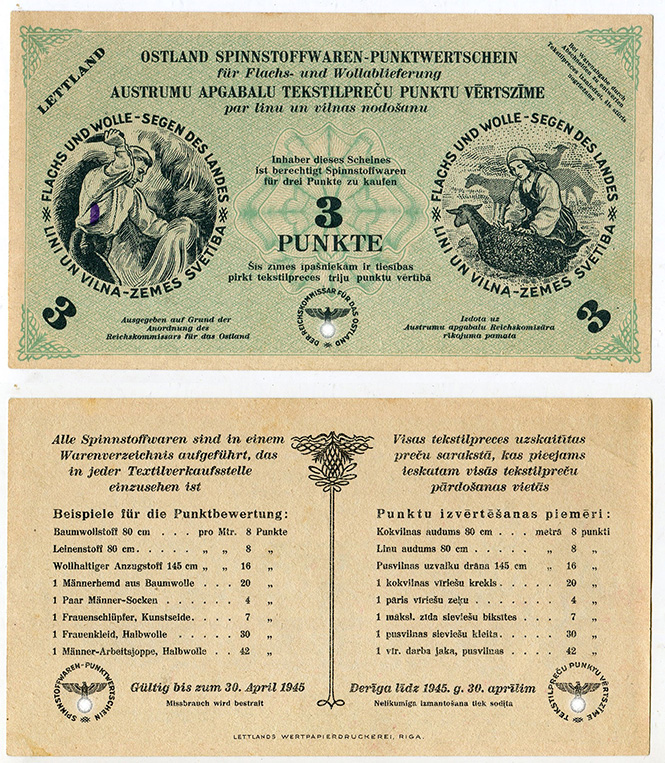 LETTLAND
OSTLAND SPINNSTOFFWAREN-PUNKTWERTSCHEIN
für Flachs- und Wollablieferung
AUSTRUMU APGABALU TEKSTILPREČU PUNKTU VĒRTSZĪME
par linu un vilnas nodošanu
Bei Warenabgabe durch
Abschneiden zu entwerten
Tekstilpreces izsniedzot, šis stūris
nogriežams
FLACHS UND WOLLE - SEGEN DES LANDES
LINI UN VILNA - ZEMES SVĒTĪBA
Inhaber dieses Scheines
ist berechtigt Spinnstoffwaren
für drei Punkte zu kaufen
3
PUNKTE
Šīs zīmes īpašniekam ir tiesības
pirkt tekstilpreces triju punktu vērtībā
FLACHS UND WOLLE - SEGEN DES LANDES
LINI UN VILNA - ZEMES SVĒTĪBA
3
Ausgegeben auf Grund der
Anordnung des
Reichskommissars für das Ostland
DER REICHSKOMMISSAR FÜR DAS OSTLAND
Izdota uz
Austrumu apgabalu Reichskomisāra
rīkojuma pamata
3
Alle Spinnstoffwaren sind in einem
Warenverzeichnis aufgeführt, das
in jeder Textilverkaufsstelle
einzusehen ist
Beispiele für die Punktbewertung:
Baumwollstoff 80 cm . . . . . pro Mtr. 8 Punkte
Leinenstoff 80 cm . . . . . „ „ 8 „
Wollhaltiger Anzugstoff 145 cm „ „ 16 „
1 Männerhemd aus Baumwolle . . . . 20 „
1 Paar Männer-Socken . . . . . . 4 „
1 Frauenschlüpfer, Kunstseide . . . . 7 „
1 Frauenkleid, Halbwolle . . . . . 30 „
1 Männer-Arbeitsjoppe, Halbwolle . . . 42 „
SPINNSTOFFWAREN-PUNKTWERTSCHEIN
Gültig bis zum 30. April 1945
Missbrauch wird bestraft
Visas tekstilpreces uzskaitītas
preču sarakstā, kas pieejams
ieskatam visās tekstilpreču
pārdošanas vietās
Punktu izvērtēšanas piemēri:
Kokvilnas audums 80 cm . . . . metrā 8 punkti
Linu audums 80 cm . . . . . „ 8 „
Pusvilnas uzvalku drāna 145 cm „ 16 „
1 kokvilnas vīriešu krekls . . . . . 20 „
1 pāris vīriešu zeķu . . . . . . 4 „
1 māksl. zīda sieviešu biksītes . . . . 7 „
1 pusvilnas sieviešu kleita . . . . . 30 „
1 vīr. darba jaka, pusvilnas . . . . 42 „
Derīga līdz 1945. g. 30. aprīlim
Nelikumīga izmantošana tiek sodīta
TEKSTILPREČU PUNKTU VĒRTSZĪME
LETTLANDS WERTPAPIERDRUCKEREI, RIGA.